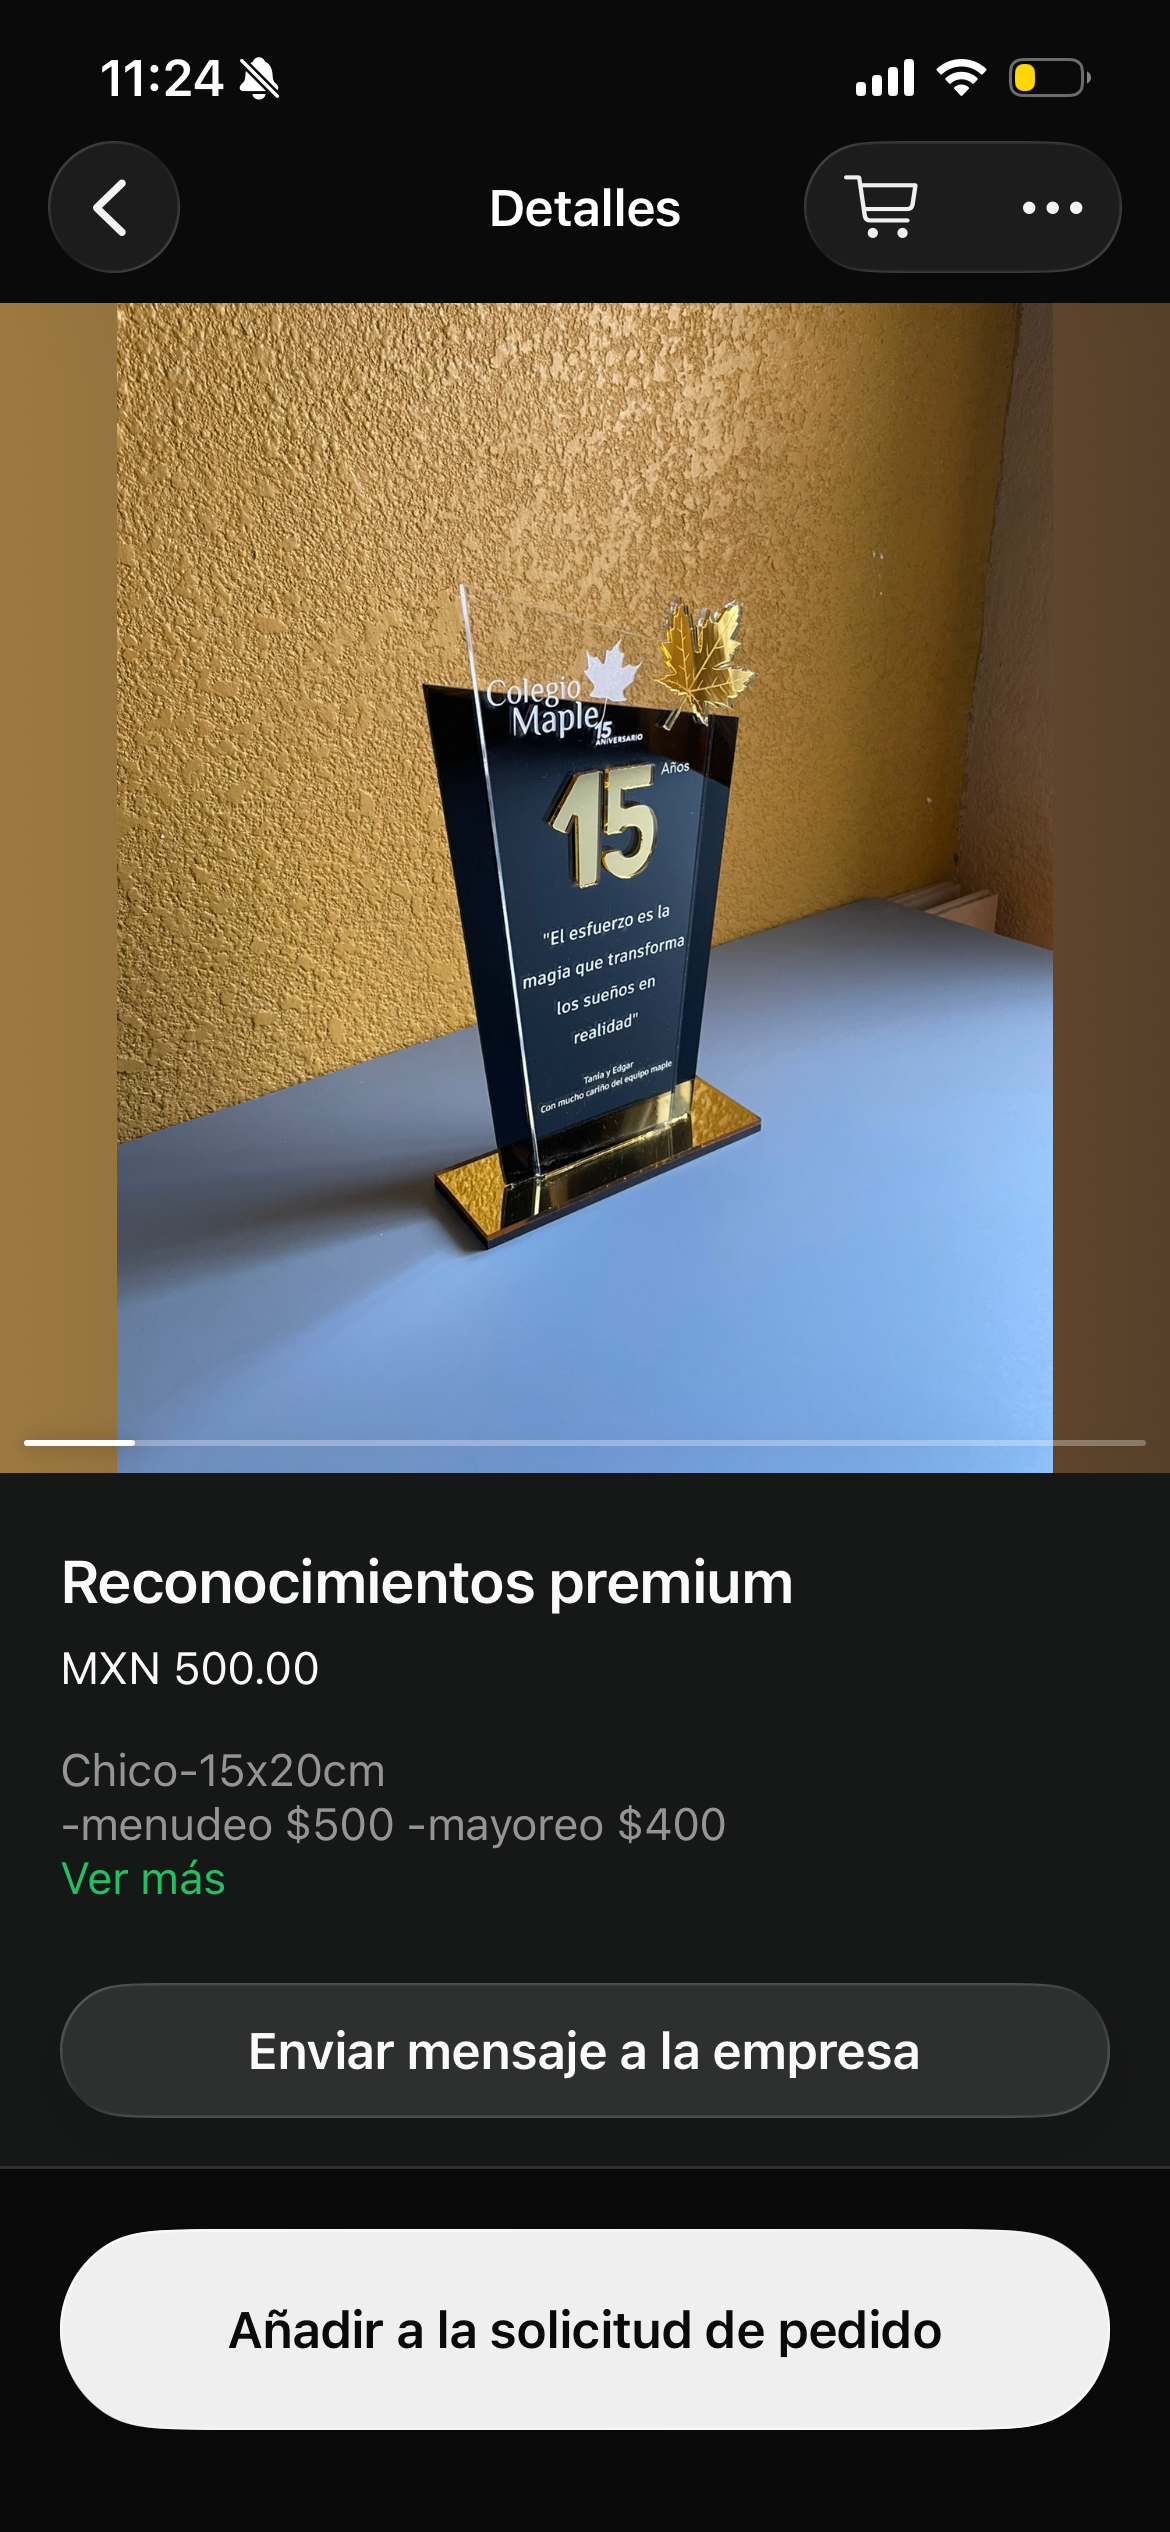 11:24
Detalles
Colegio
Maple
15
ANIVERSARIO
15 Años
"El esfuerzo es la
magia que transforma
los sueños en
realidad"
Tania y Edgar
Con mucho cariño del equipo maple
Reconocimientos premium
MXN 500.00
Chico-15x20cm
-menudeo $500 -mayoreo $400
Ver más
Enviar mensaje a la empresa
Añadir a la solicitud de pedido